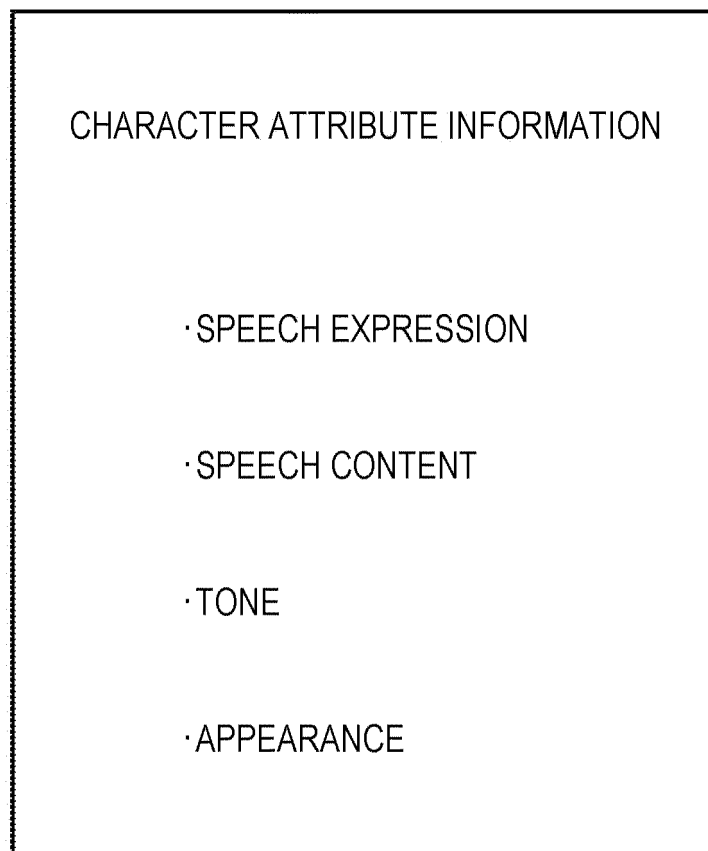 CHARACTER ATTRIBUTE INFORMATION
·SPEECH EXPRESSION
·SPEECH CONTENT
·TONE
·APPEARANCE